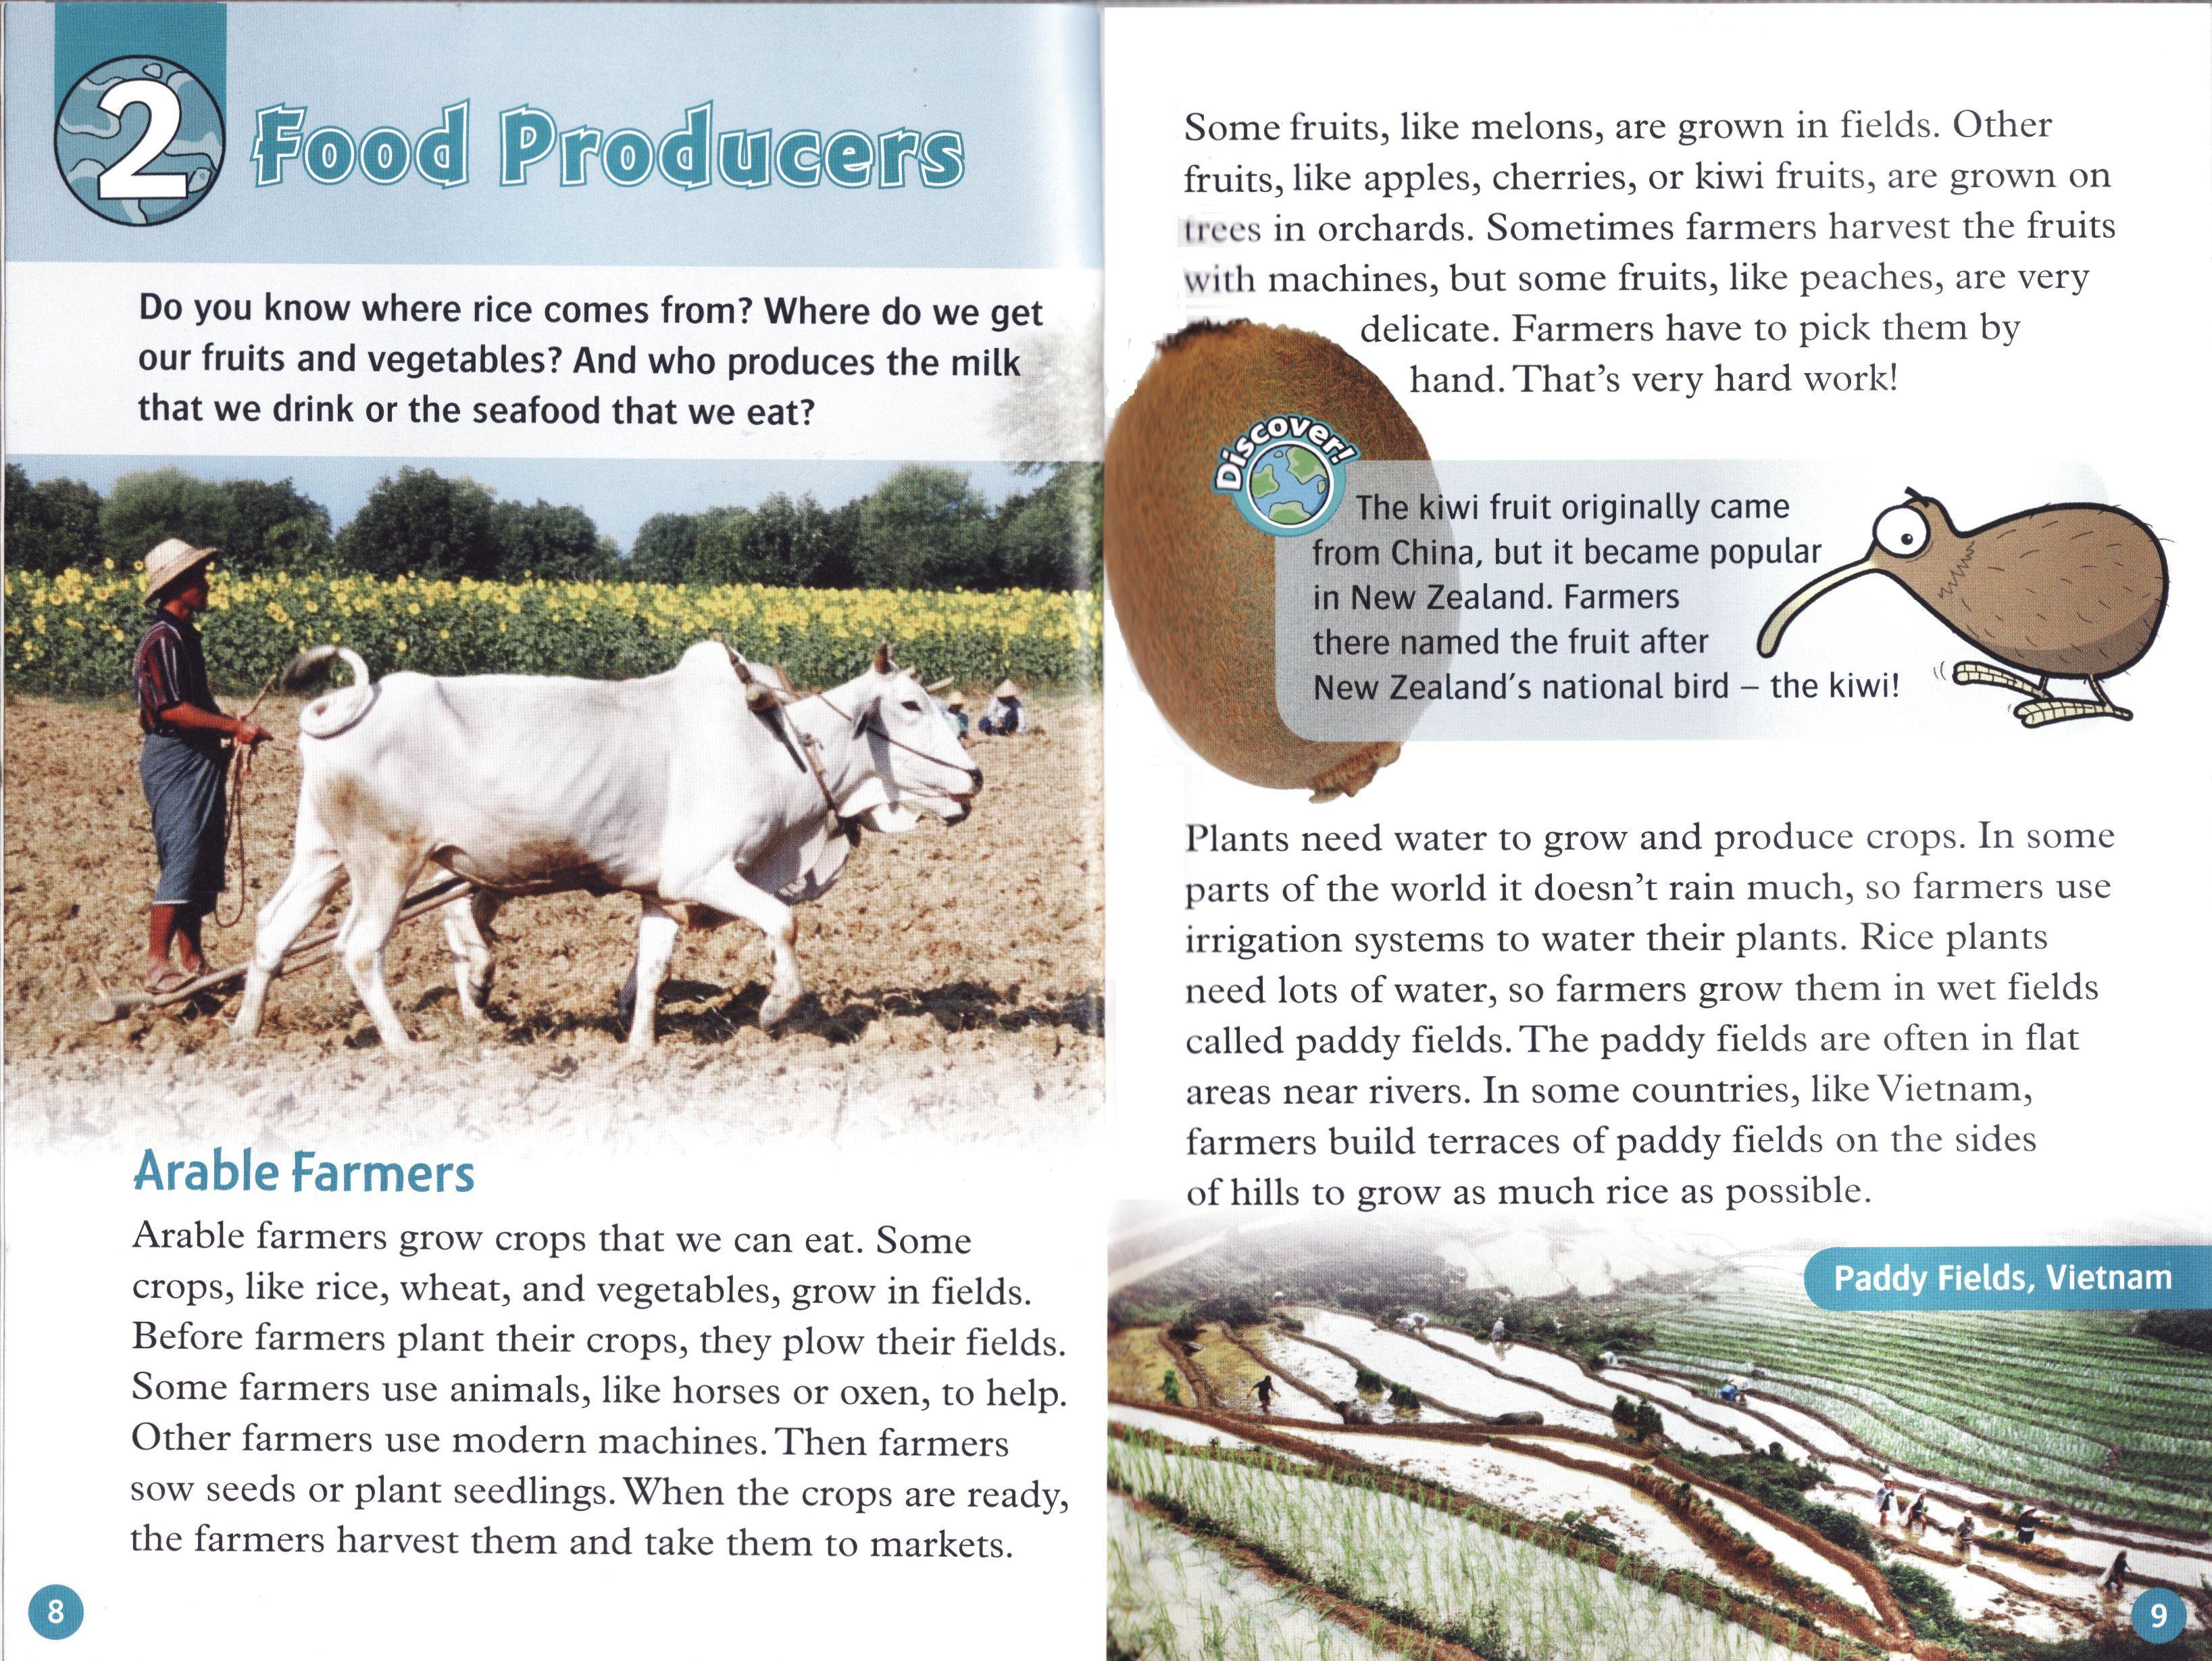 2
Food Producers
Do you know where rice comes from? Where do we get
our fruits and vegetables? And who produces the milk
that we drink or the seafood that we eat?
Arable Farmers
Arable farmers grow crops that we can eat. Some
crops, like rice, wheat, and vegetables, grow in fields.
Before farmers plant their crops, they plow their fields.
Some farmers use animals, like horses or oxen, to help.
Other farmers use modern machines. Then farmers
sow seeds or plant seedlings. When the crops are ready,
the farmers harvest them and take them to markets.
8
Some fruits, like melons, are grown in fields. Other
fruits, like apples, cherries, or kiwi fruits, are grown on
trees in orchards. Sometimes farmers harvest the fruits
with machines, but some fruits, like peaches, are very
delicate. Farmers have to pick them by
hand. That's very hard work!
Discover!
The kiwi fruit originally came
from China, but it became popular
in New Zealand. Farmers
there named the fruit after
New Zealand's national bird – the kiwi!
Plants need water to grow and produce crops. In some
parts of the world it doesn't rain much, so farmers use
irrigation systems to water their plants. Rice plants
need lots of water, so farmers grow them in wet fields
called paddy fields. The paddy fields are often in flat
areas near rivers. In some countries, like Vietnam,
farmers build terraces of paddy fields on the sides
of hills to grow as much rice as possible.
Paddy Fields, Vietnam
9